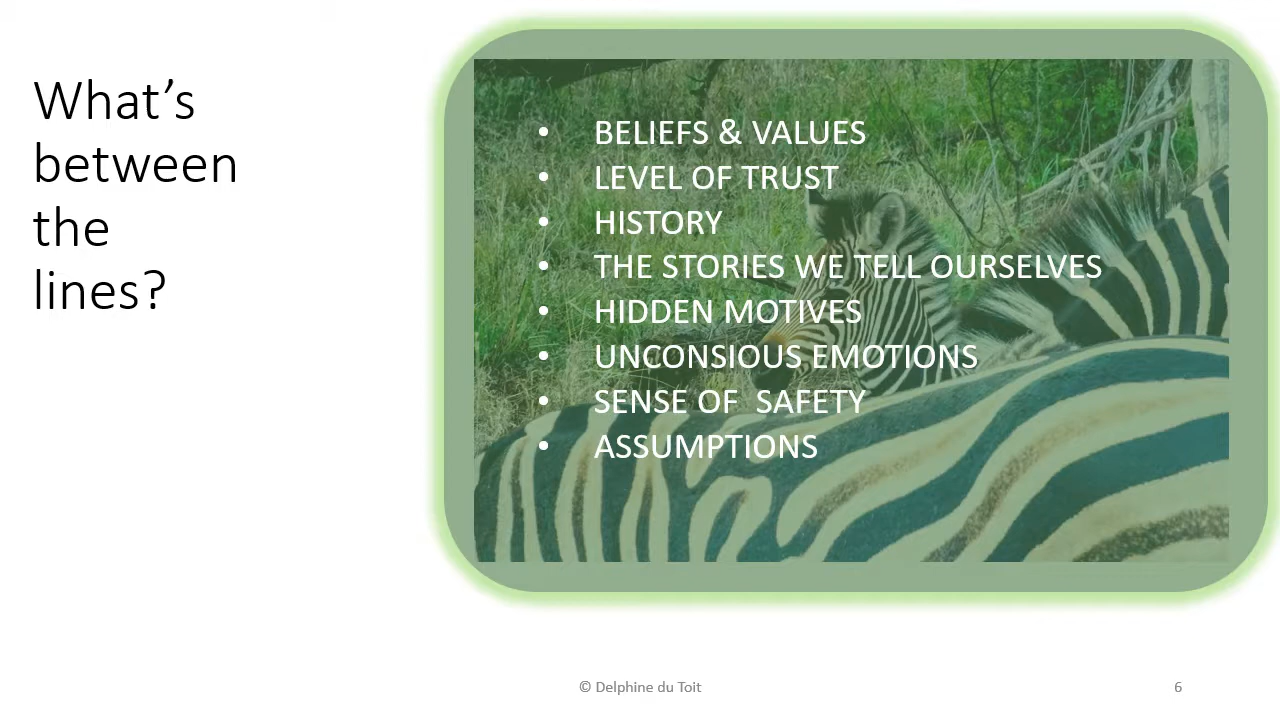 What’s
between
the
lines?
• BELIEFS & VALUES
• LEVEL OF TRUST
• HISTORY
• THE STORIES WE TELL OURSELVES
• HIDDEN MOTIVES
• UNCONSIOUS EMOTIONS
• SENSE OF  SAFETY
• ASSUMPTIONS
© Delphine du Toit
6